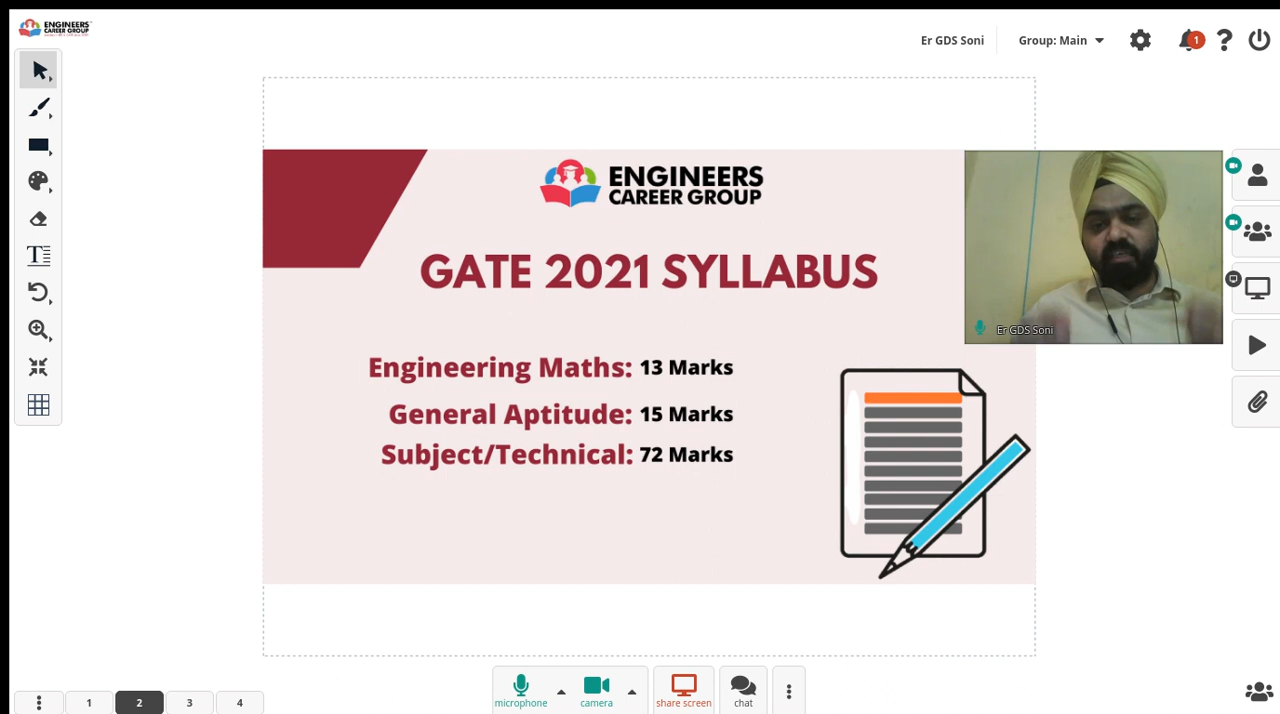 ENGINEERS
CAREER GROUP
Er GDS Soni
Group: Main
1
ENGINEERS
CAREER GROUP
GATE 2021 SYLLABUS
Er GDS Soni
Engineering Maths: 13 Marks
General Aptitude: 15 Marks
Subject/Technical: 72 Marks
microphone
camera
share screen
chat
1
2
3
4